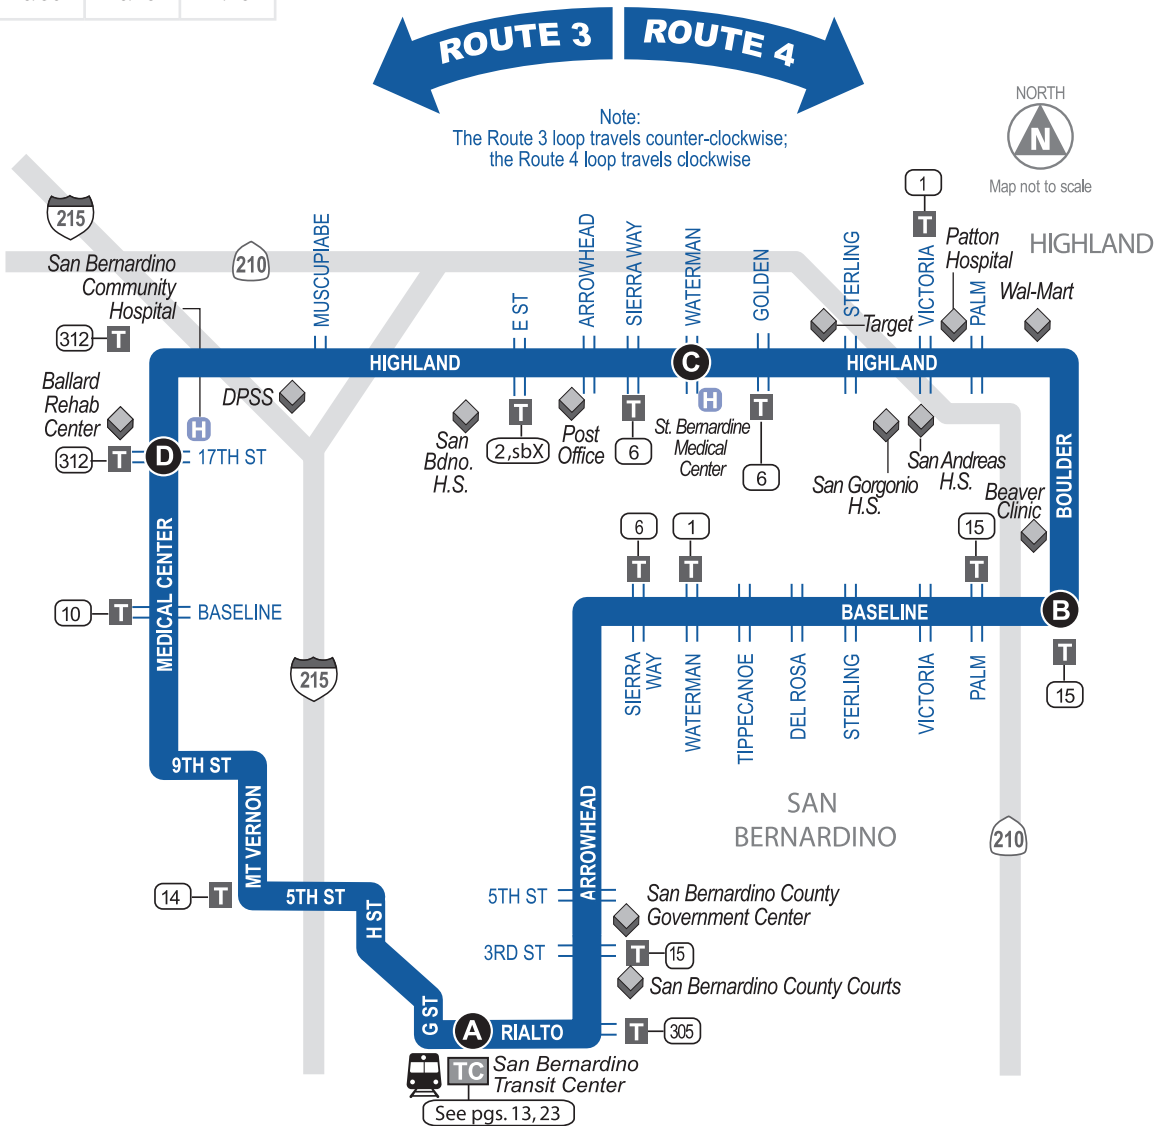 ROUTE 3
ROUTE 4
Note:
The Route 3 loop travels counter-clockwise;
the Route 4 loop travels clockwise
NORTH
N
Map not to scale
215
210
San Bernardino
Community
Hospital
MUSCUPIABE
E ST
ARROWHEAD
SIERRA WAY
WATERMAN
GOLDEN
STERLING
1
T
VICTORIA
Patton
Hospital
PALM
HIGHLAND
Wal-Mart
Target
312
T
HIGHLAND
C
HIGHLAND
Ballard
Rehab
Center
DPSS
H
312
T
D
17TH ST
San
Bdno.
H.S.
T
2,sbX
Post
Office
T
6
H
St. Bernardine
Medical
Center
T
6
San Gorgonio
H.S.
San Andreas
H.S.
Beaver
Clinic
BOULDER
MEDICAL CENTER
10
T
BASELINE
6
T
1
T
15
T
BASELINE
B
T
15
SIERRA
WAY
WATERMAN
TIPPECANOE
DEL ROSA
STERLING
VICTORIA
PALM
215
9TH ST
MT VERNON
ARROWHEAD
SAN
BERNARDINO
210
14
T
5TH ST
H ST
5TH ST
San Bernardino County
Government Center
3RD ST
T
15
San Bernardino County Courts
G ST
A
RIALTO
T
305
TC
San Bernardino
Transit Center
See pgs. 13, 23